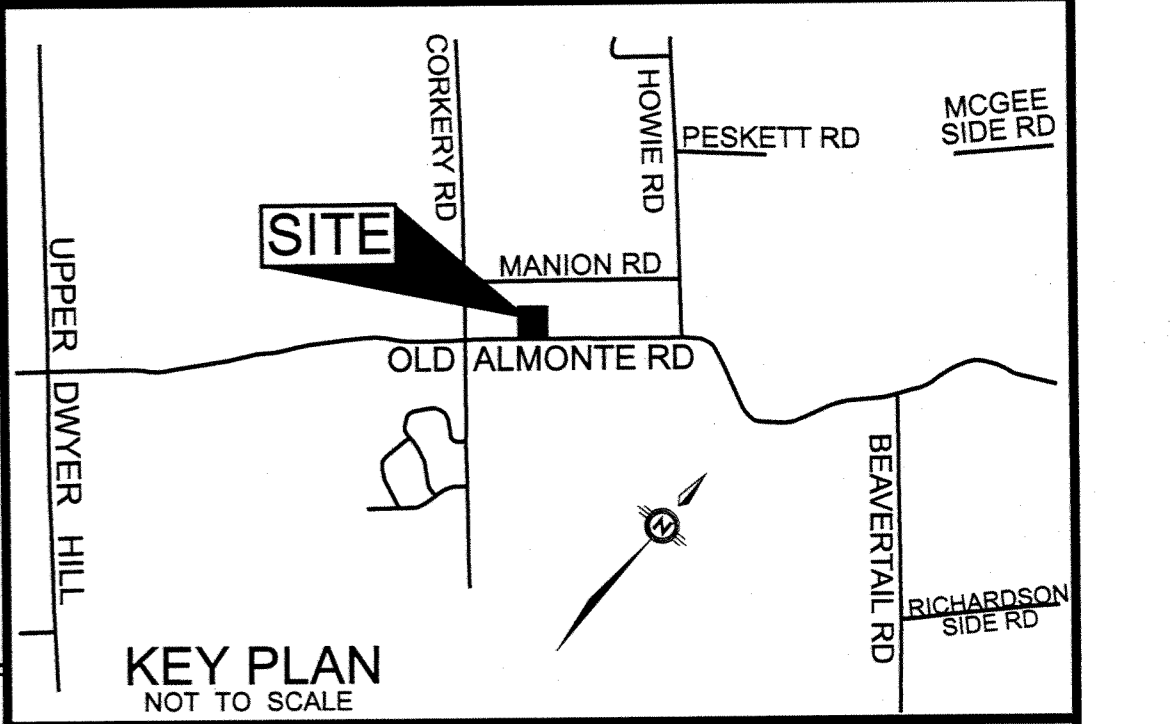 CORKERY RD
HOWIE RD
MCGEE
SIDE RD
PESKETT RD
SITE
MANION RD
UPPER DWYER HILL
OLD ALMONTE RD
BEAVERTAIL RD
N
RICHARDSON
SIDE RD
KEY PLAN
NOT TO SCALE